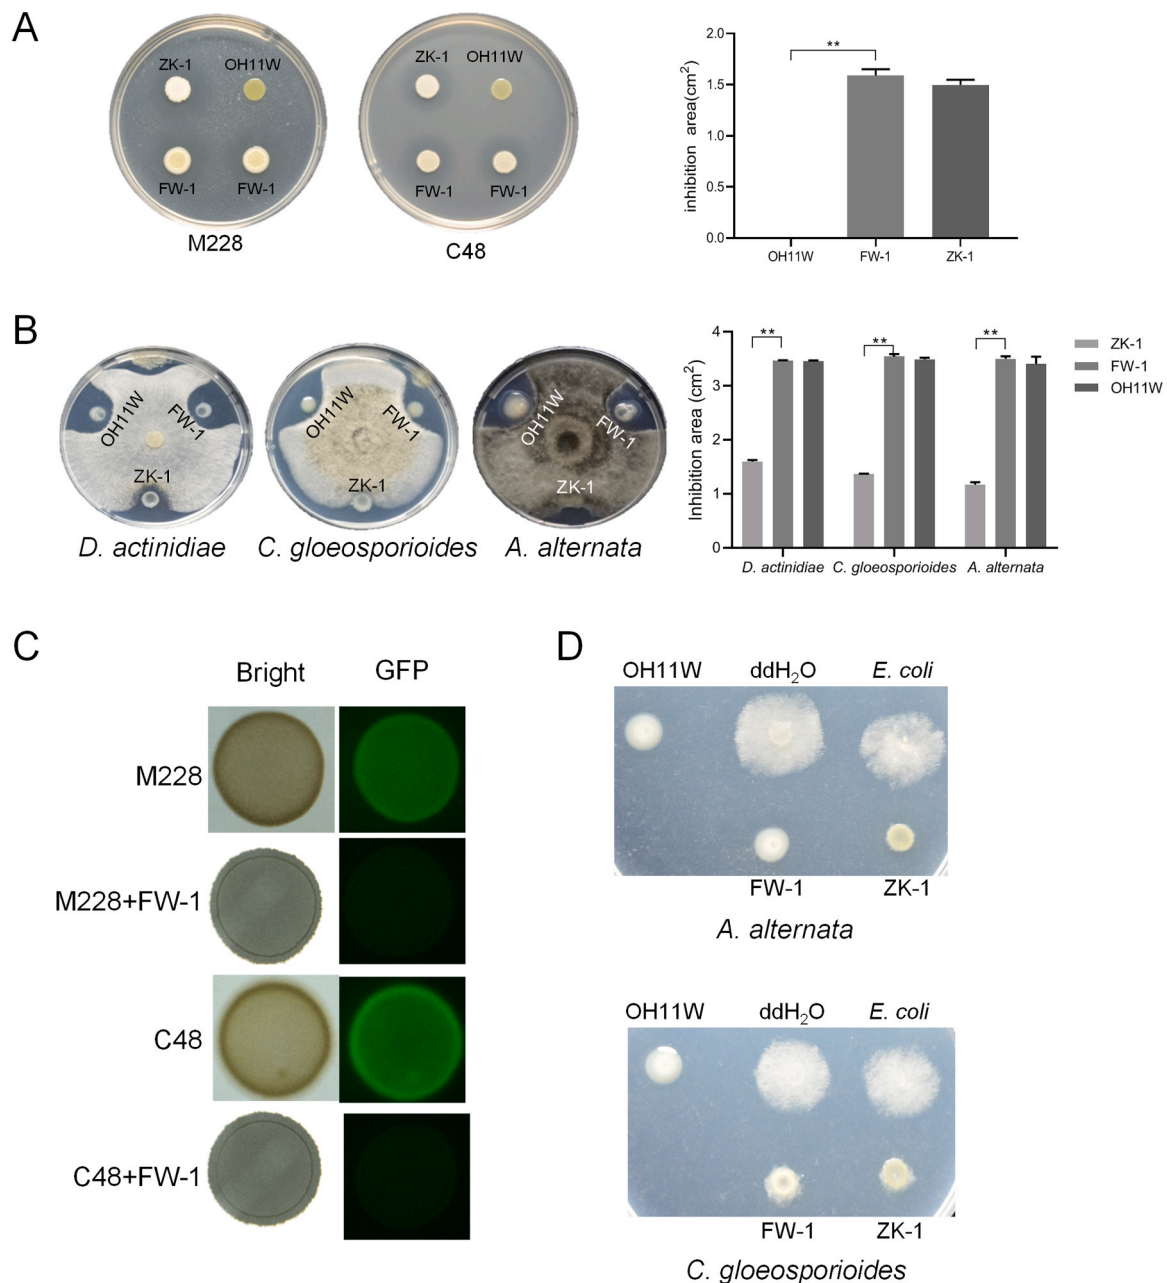 A
ZK-1 OH11W
FW-1 FW-1
M228
ZK-1 OH11W
FW-1 FW-1
C48
inhibition area(cm²)
2.0
1.5
1.0
0.5
0.0
**
OH11W FW-1 ZK-1
B
OH11W FW-1
ZK-1
D. actinidiae
OH11W FW-1
ZK-1
C. gloeosporioides
OH11W FW-1
ZK-1
A. alternata
Inhibition area (cm²)
4
3
2
1
0
** ** **
D. actinidiae C. gloeosporioides A. alternata
ZK-1
FW-1
OH11W
C
Bright GFP
M228
M228+FW-1
C48
C48+FW-1
D
OH11W ddH₂O E. coli
FW-1 ZK-1
A. alternata
OH11W ddH₂O E. coli
FW-1 ZK-1
C. gloeosporioides